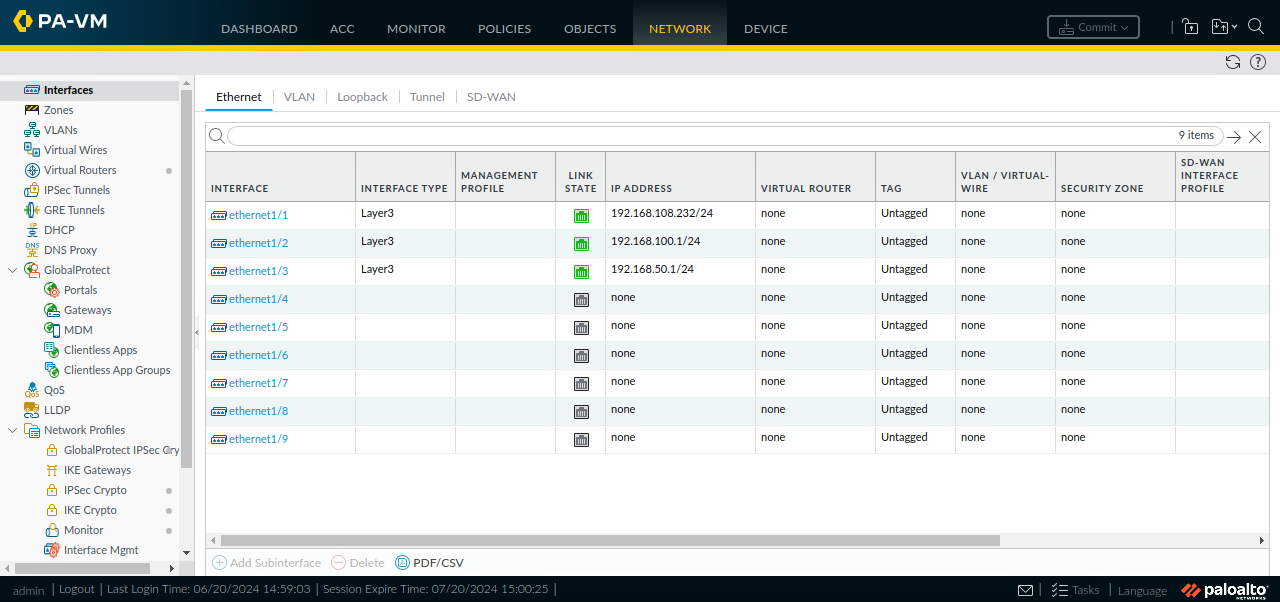 PA-VM
DASHBOARD ACC MONITOR POLICIES OBJECTS NETWORK DEVICE Commit
Interfaces
Zones
VLANs
Virtual Wires
Virtual Routers
IPSec Tunnels
GRE Tunnels
DHCP
DNS Proxy
GlobalProtect
Portals
Gateways
MDM
Clientless Apps
Clientless App Groups
QoS
LLDP
Network Profiles
GlobalProtect IPSec Cry
IKE Gateways
IPSec Crypto
IKE Crypto
Monitor
Interface Mgmt
Ethernet VLAN Loopback Tunnel SD-WAN
9 items
INTERFACE INTERFACE TYPE MANAGEMENT PROFILE LINK STATE IP ADDRESS VIRTUAL ROUTER TAG VLAN / VIRTUAL-WIRE SECURITY ZONE SD-WAN INTERFACE PROFILE
ethernet1/1 Layer3 192.168.108.232/24 none Untagged none none
ethernet1/2 Layer3 192.168.100.1/24 none Untagged none none
ethernet1/3 Layer3 192.168.50.1/24 none Untagged none none
ethernet1/4 none none Untagged none none
ethernet1/5 none none Untagged none none
ethernet1/6 none none Untagged none none
ethernet1/7 none none Untagged none none
ethernet1/8 none none Untagged none none
ethernet1/9 none none Untagged none none
Add Subinterface Delete PDF/CSV
admin | Logout | Last Login Time: 06/20/2024 14:59:03 | Session Expire Time: 07/20/2024 15:00:25 |
| Tasks | Language paloalto NETWORKS